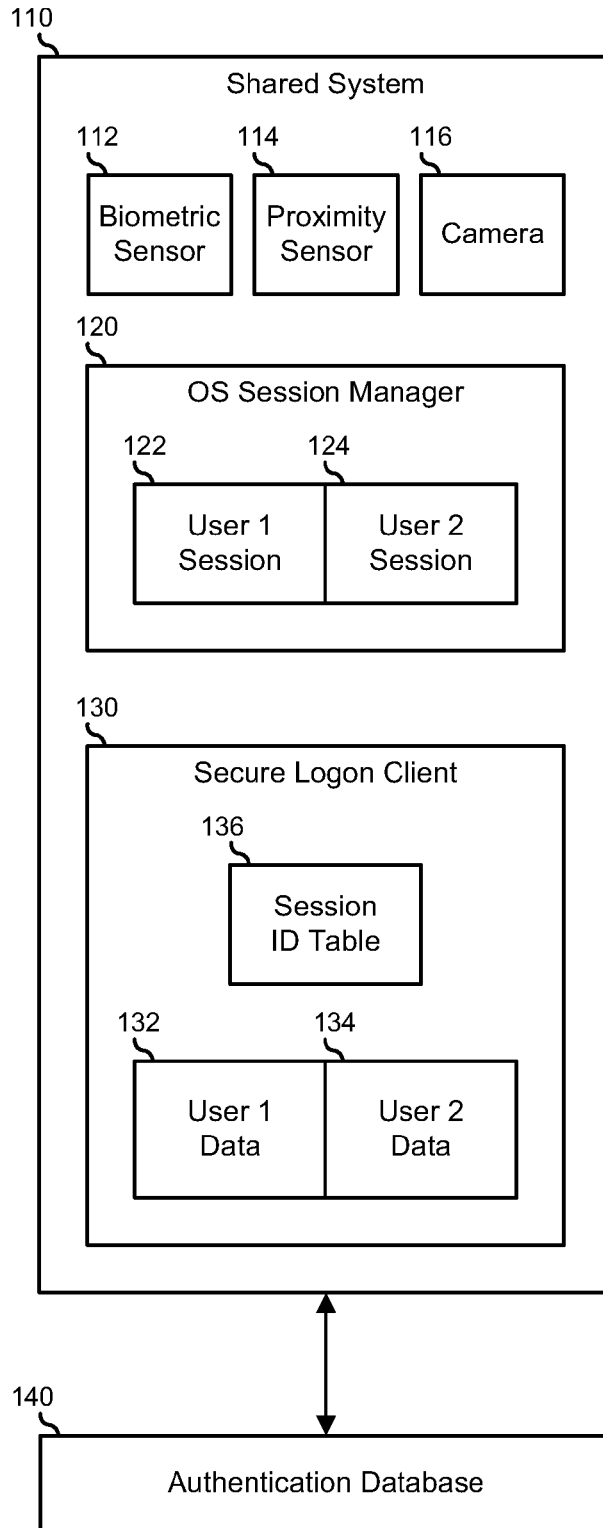 110
Shared System
112
114
116
Biometric
Sensor
Proximity
Sensor
Camera
120
OS Session Manager
122
124
User 1
Session
User 2
Session
130
Secure Logon Client
136
Session
ID Table
132
134
User 1
Data
User 2
Data
140
Authentication Database